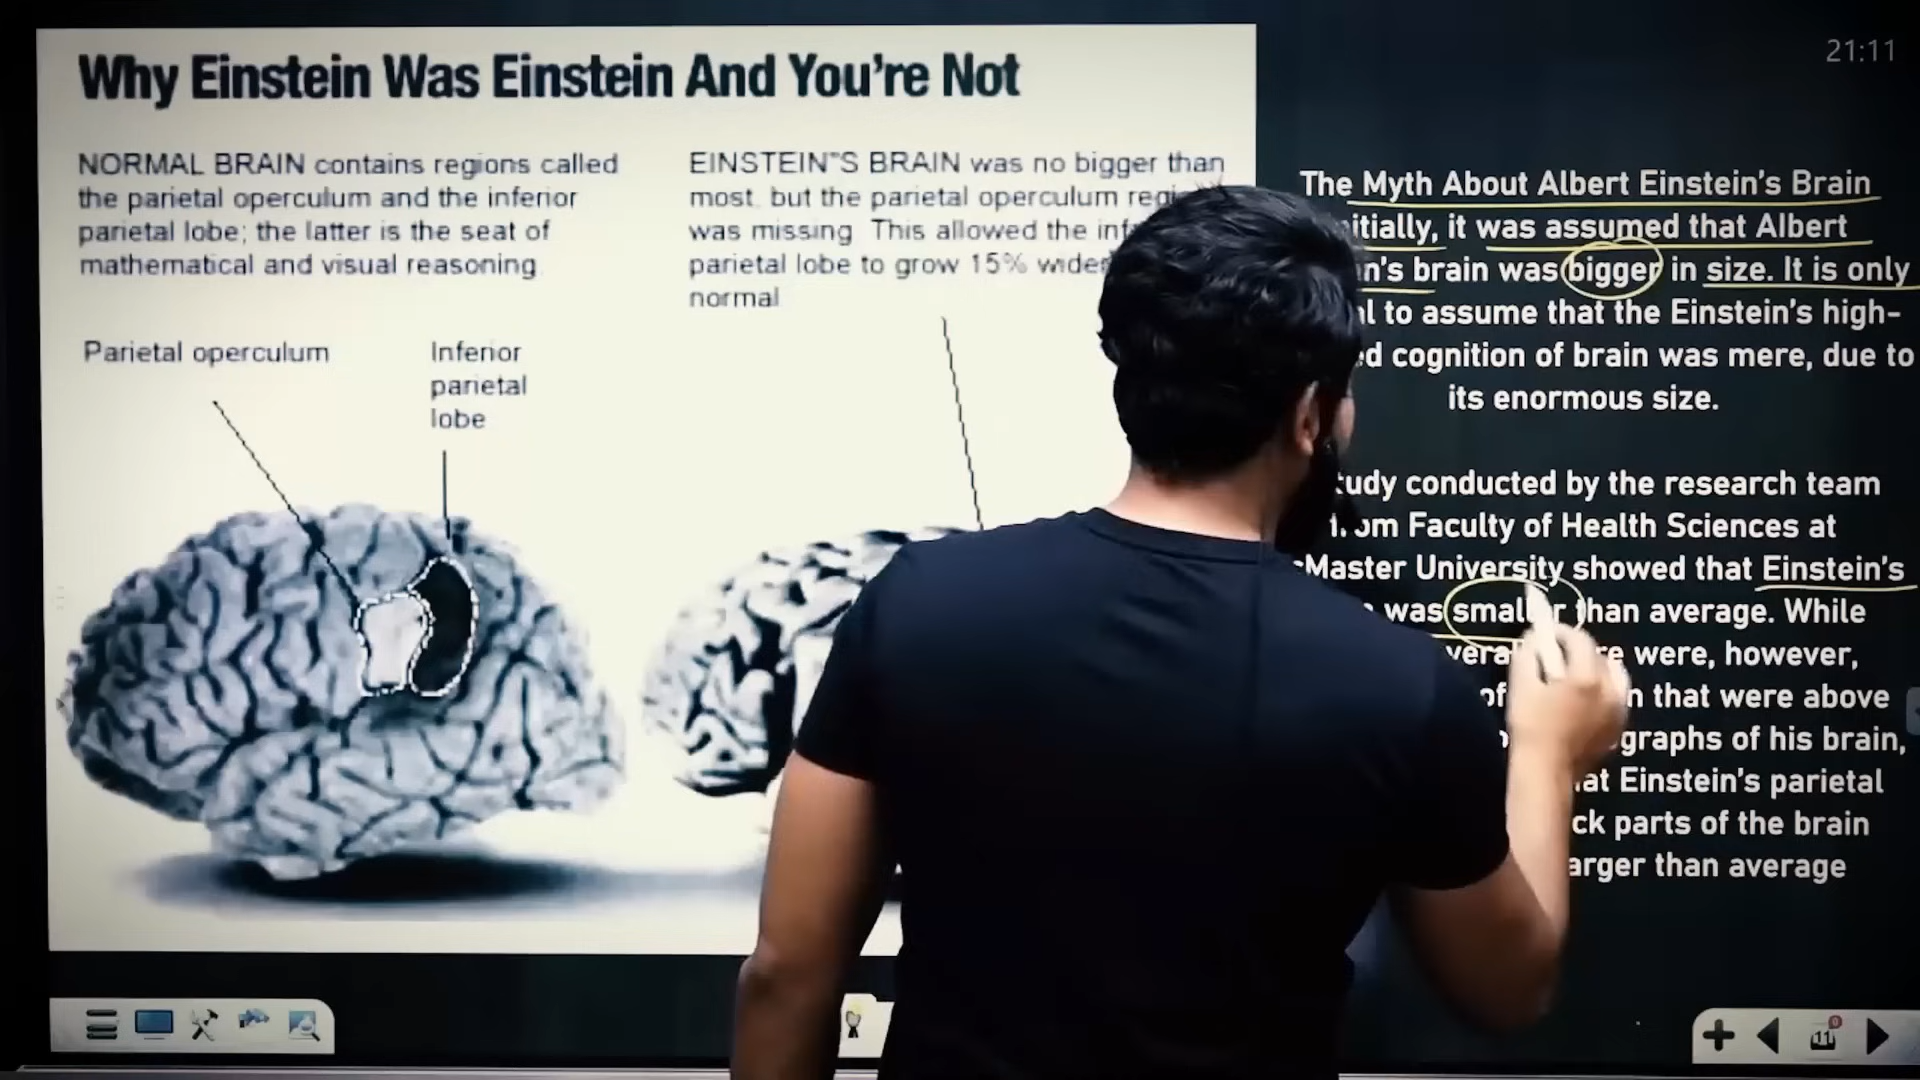 Why Einstein Was Einstein And You're Not
NORMAL BRAIN contains regions called
the parietal operculum and the inferior
parietal lobe; the latter is the seat of
mathematical and visual reasoning
EINSTEIN"S BRAIN was no bigger than
most, but the parietal operculum
was missing This allowed the
parietal lobe to grow 15% wider
normal
Parietal operculum
Inferior
parietal
lobe
21:11
The Myth About Albert Einstein's Brain
it was assumed that Albert
brain was bigger in size. It is only
to assume that the Einstein's high-
cognition of brain was mere, due to
its enormous size.
conducted by the research team
Faculty of Health Sciences at
University showed that Einstein's
was smaller than average. While
were, however,
that were above
of his brain,
Einstein's parietal
parts of the brain
than average
11